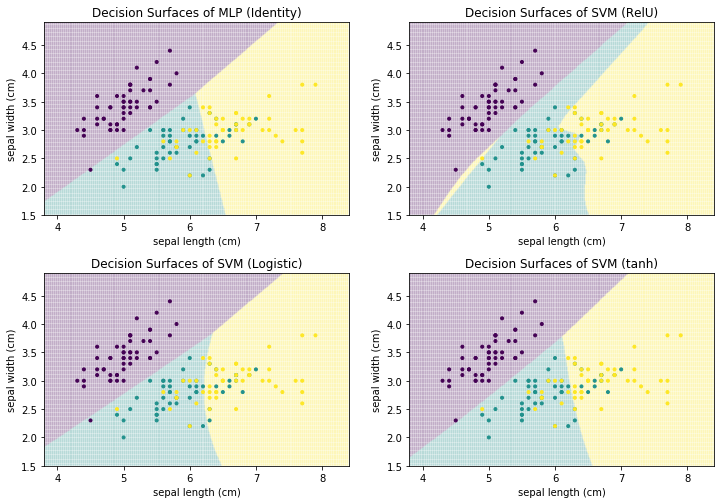 Decision Surfaces of MLP (Identity)
sepal width (cm)
4.5
4.0
3.5
3.0
2.5
2.0
1.5
4 5 6 7 8
sepal length (cm)
Decision Surfaces of SVM (RelU)
sepal width (cm)
4.5
4.0
3.5
3.0
2.5
2.0
1.5
4 5 6 7 8
sepal length (cm)
Decision Surfaces of SVM (Logistic)
sepal width (cm)
4.5
4.0
3.5
3.0
2.5
2.0
1.5
4 5 6 7 8
sepal length (cm)
Decision Surfaces of SVM (tanh)
sepal width (cm)
4.5
4.0
3.5
3.0
2.5
2.0
1.5
4 5 6 7 8
sepal length (cm)